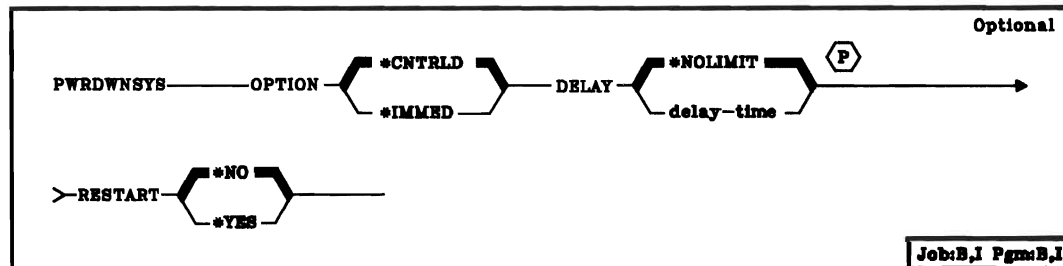 Optional
*CNTRLD *NOLIMIT P
PWRDWNSYS OPTION DELAY
*IMMED delay-time
*NO
RESTART
*YES
Job:B,I Pgm:B,I